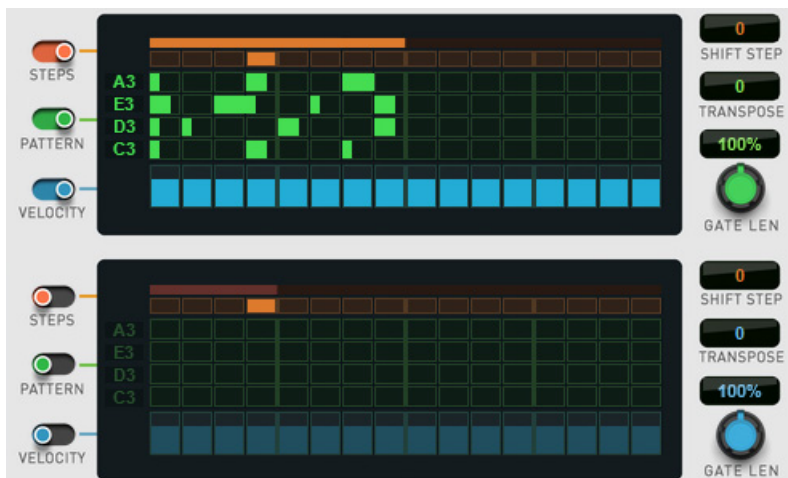 0
SHIFT STEP
STEPS
A3
E3
0
TRANSPOSE
D3
PATTERN
C3
100%
VELOCITY
GATE LEN
0
SHIFT STEP
STEPS
A3
E3
0
TRANSPOSE
D3
PATTERN
C3
100%
VELOCITY
GATE LEN